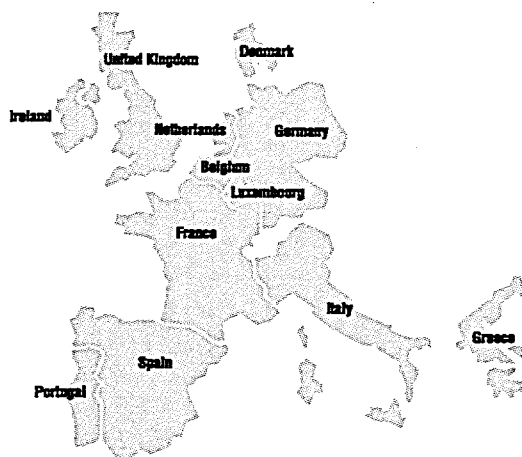 United Kingdom
Denmark
Ireland
Netherlands
Germany
Belgium
Luxembourg
France
Italy
Greece
Spain
Portugal